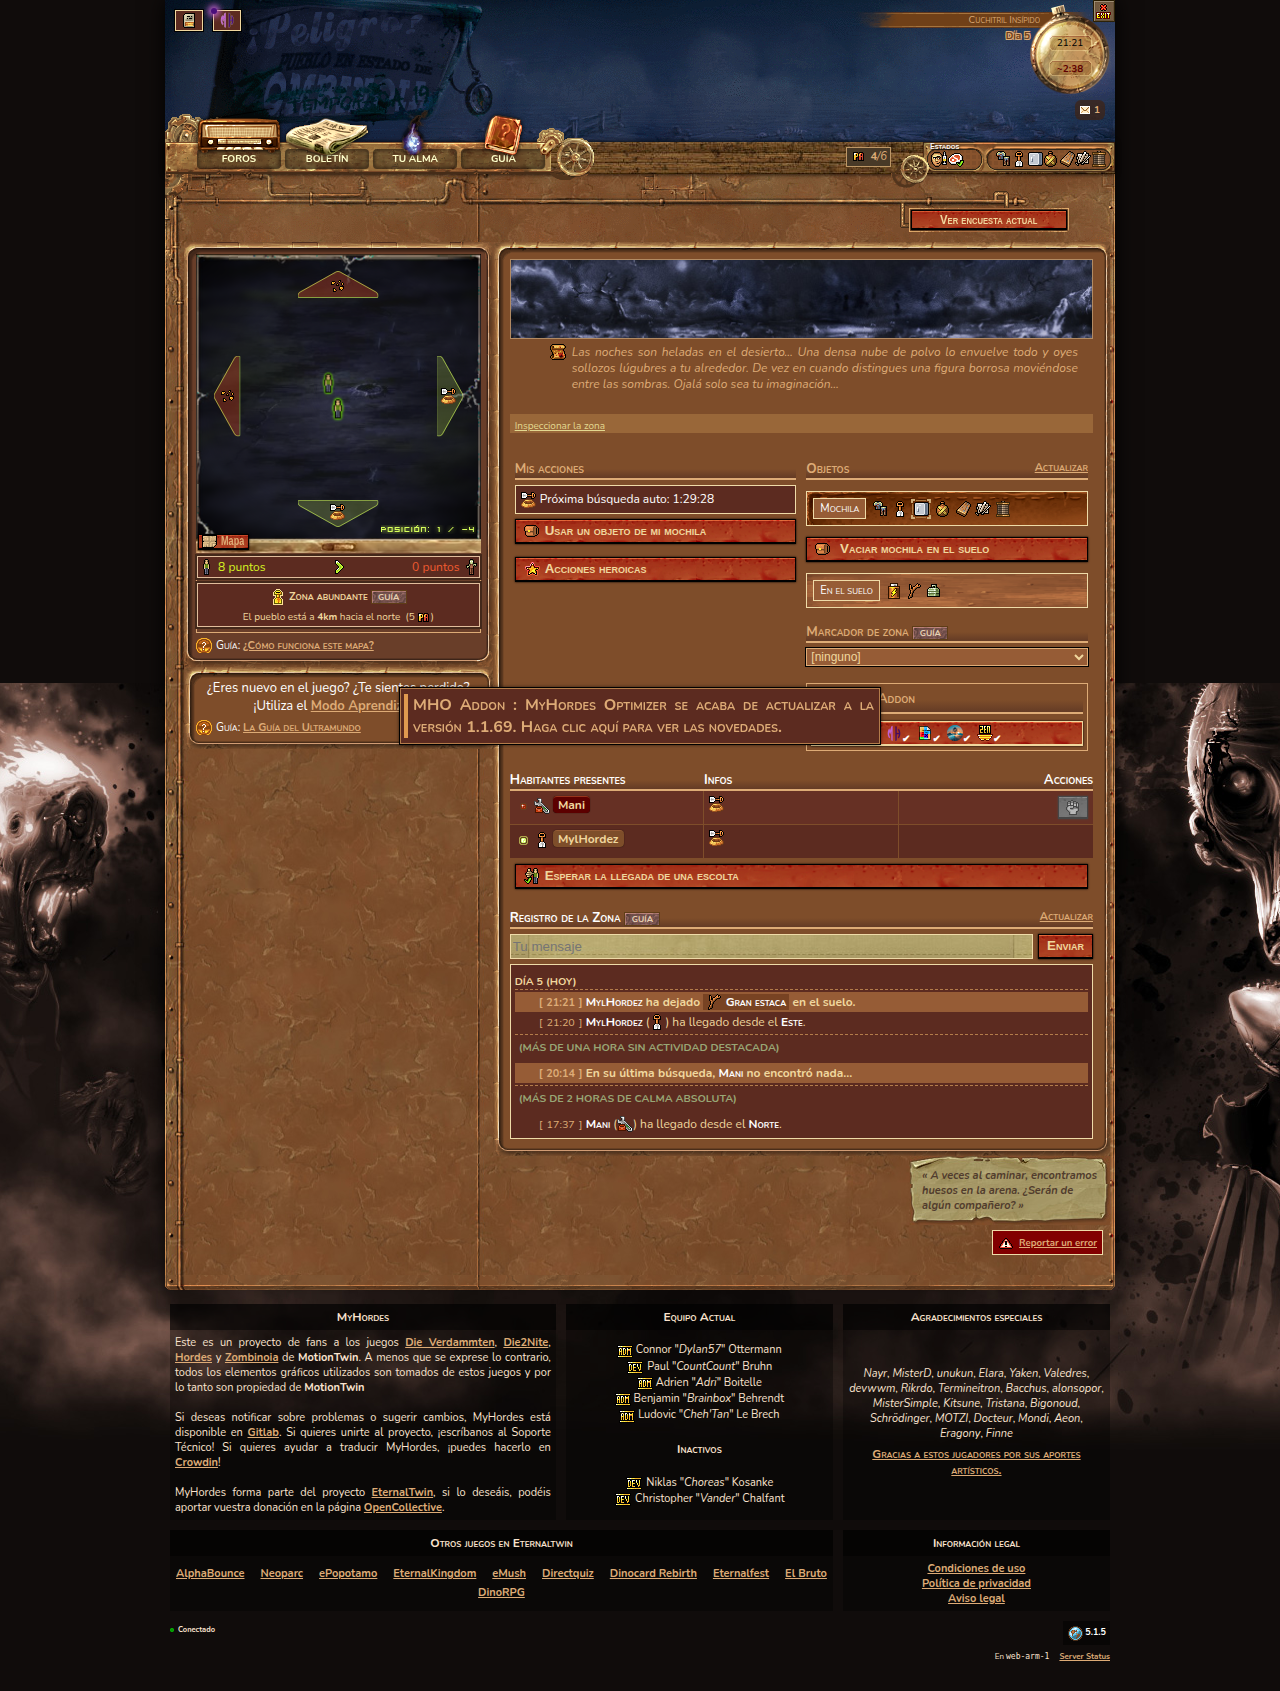 ¡Peligro!
PUEBLO EN ESTADO DE
Cuchitril Insípido
Día 5
EXIT
21:21
~2:38
1
FOROS
BOLETÍN
TU ALMA
GUÍA
4/6
Estados
Ver encuesta actual
Las noches son heladas en el desierto... Una densa nube de polvo lo envuelve todo y oyes
sollozos lúgubres a tu alrededor. De vez en cuando distingues una figura borrosa moviéndose
entre las sombras. Ojalá solo sea tu imaginación...
Inspeccionar la zona
POSICIÓN: 1 / -4
Mapa
8 puntos
0 puntos
Zona abundante GUÍA
El pueblo está a 4km hacia el norte (5 PA)
Guía: ¿Cómo funciona este mapa?
¿Eres nuevo en el juego? ¿Te sientes perdido?
¡Utiliza el Modo Aprendiz
Guía: La Guía del Ultramundo
Mis acciones
Próxima búsqueda auto: 1:29:28
Usar un objeto de mi mochila
Acciones heroicas
Objetos
Actualizar
Mochila
Vaciar mochila en el suelo
En el suelo
Marcador de zona GUÍA
[ninguno]
Addon
MHO Addon : MyHordes Optimizer se acaba de actualizar a la
versión 1.1.69. Haga clic aquí para ver las novedades.
Habitantes presentes
Infos
Acciones
Mani
MylHordez
Esperar la llegada de una escolta
Registro de la Zona GUÍA
Actualizar
Tu mensaje
Enviar
DÍA 5 (HOY)
[ 21:21 ] MylHordez ha dejado Gran estaca en el suelo.
[ 21:20 ] MylHordez ( ) ha llegado desde el Este.
(MÁS DE UNA HORA SIN ACTIVIDAD DESTACADA)
[ 20:14 ] En su última búsqueda, Mani no encontró nada...
(MÁS DE 2 HORAS DE CALMA ABSOLUTA)
[ 17:37 ] Mani ( ) ha llegado desde el Norte.
« A veces al caminar, encontramos
huesos en la arena. ¿Serán de
algún compañero? »
Reportar un error
MyHordes
Este es un proyecto de fans a los juegos Die Verdammten, Die2Nite,
Hordes y Zombinoia de MotionTwin. A menos que se exprese lo contrario,
todos los elementos gráficos utilizados son tomados de estos juegos y por
lo tanto son propiedad de MotionTwin
Si deseas notificar sobre problemas o sugerir cambios, MyHordes está
disponible en Gitlab. Si quieres unirte al proyecto, ¡escríbanos al Soporte
Técnico! Si quieres ayudar a traducir MyHordes, ¡puedes hacerlo en
Crowdin!
MyHordes forma parte del proyecto EternalTwin, si lo deseáis, podéis
aportar vuestra donación en la página OpenCollective.
Equipo Actual
ADM Connor "Dylan57" Ottermann
DEV Paul "CountCount" Bruhn
ADM Adrien "Adri" Boitelle
ADM Benjamin "Brainbox" Behrendt
ADM Ludovic "Cheh'Tan" Le Brech
Inactivos
DEV Niklas "Choreas" Kosanke
DEV Christopher "Vander" Chalfant
Agradecimientos especiales
Nayr, MisterD, unukun, Elara, Yaken, Valedres,
devwwm, Rikrdo, Termineitron, Bacchus, alonsopor,
MisterSimple, Kitsune, Tristana, Bigonoud,
Schrödinger, MOTZI, Docteur, Mondi, Aeon,
Eragony, Finne
Gracias a estos jugadores por sus aportes
artísticos.
Otros juegos en Eternaltwin
AlphaBounce Neoparc ePopotamo EternalKingdom eMush Directquiz Dinocard Rebirth Eternalfest El Bruto
DinoRPG
Información legal
Condiciones de uso
Política de privacidad
Aviso legal
Conectado
5.1.5
En web-arm-1 Server Status